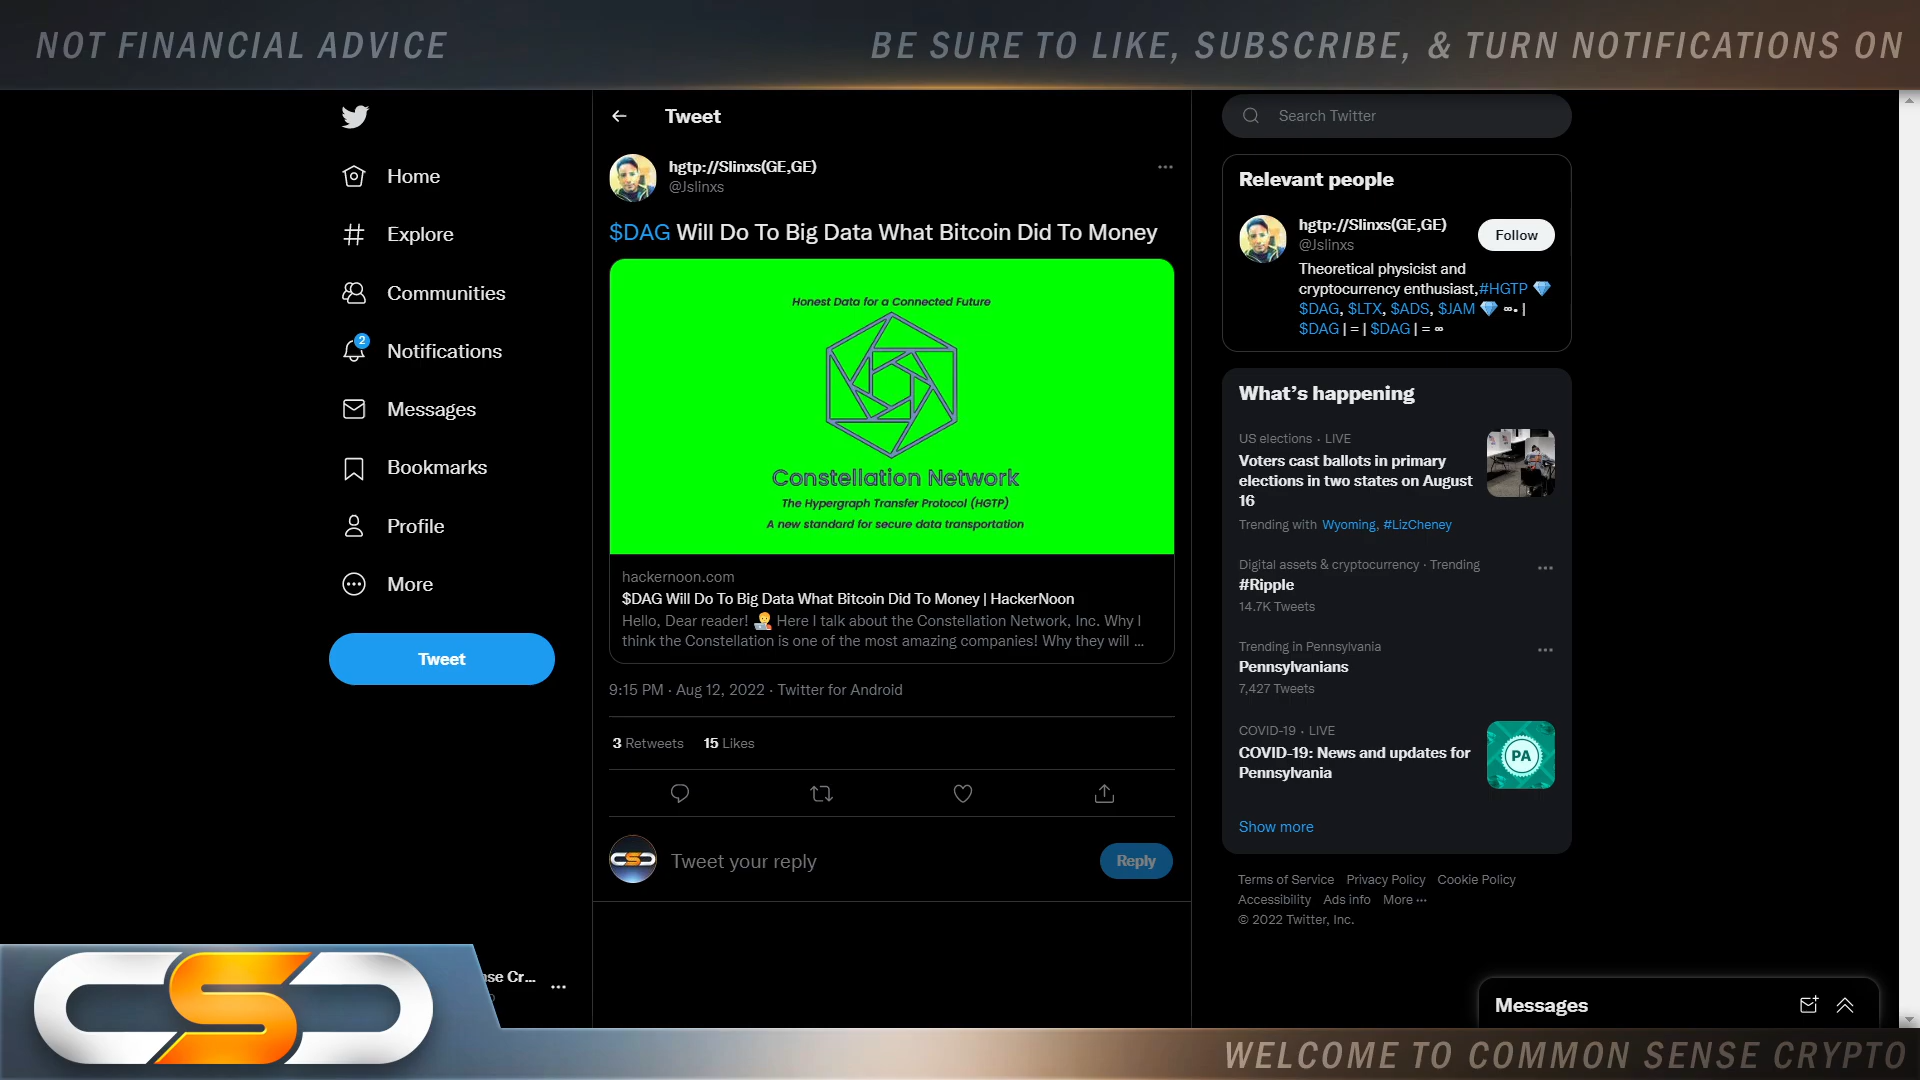 NOT FINANCIAL ADVICE
BE SURE TO LIKE, SUBSCRIBE, & TURN NOTIFICATIONS ON
Home
Explore
Communities
2
Notifications
Messages
Bookmarks
Profile
More
Tweet
Tweet
hgtp://Slinxs(GE,GE)
@Jslinxs
$DAG Will Do To Big Data What Bitcoin Did To Money
Honest Data for a Connected Future
Constellation Network
The Hypergraph Transfer Protocol (HGTP)
A new standard for secure data transportation
hackernoon.com
$DAG Will Do To Big Data What Bitcoin Did To Money | HackerNoon
Hello, Dear reader! 🧑‍💻 Here I talk about the Constellation Network, Inc. Why I
think the Constellation is one of the most amazing companies! Why they will ...
9:15 PM · Aug 12, 2022 · Twitter for Android
3 Retweets 15 Likes
CSC
Tweet your reply
Reply
Search Twitter
Relevant people
hgtp://Slinxs(GE,GE)
@Jslinxs
Follow
Theoretical physicist and
cryptocurrency enthusiast,#HGTP 💎
$DAG, $LTX, $ADS, $JAM 💎 ∞. |
$DAG | = | $DAG | = ∞
What's happening
US elections · LIVE
Voters cast ballots in primary
elections in two states on August
16
Trending with Wyoming, #LizCheney
Digital assets & cryptocurrency · Trending
#Ripple
14.7K Tweets
Trending in Pennsylvania
Pennsylvanians
7,427 Tweets
COVID-19 · LIVE
COVID-19: News and updates for
Pennsylvania
PA
Show more
Terms of Service Privacy Policy Cookie Policy
Accessibility Ads info More ···
© 2022 Twitter, Inc.
Messages
CSC
nse Cr...
WELCOME TO COMMON SENSE CRYPTO